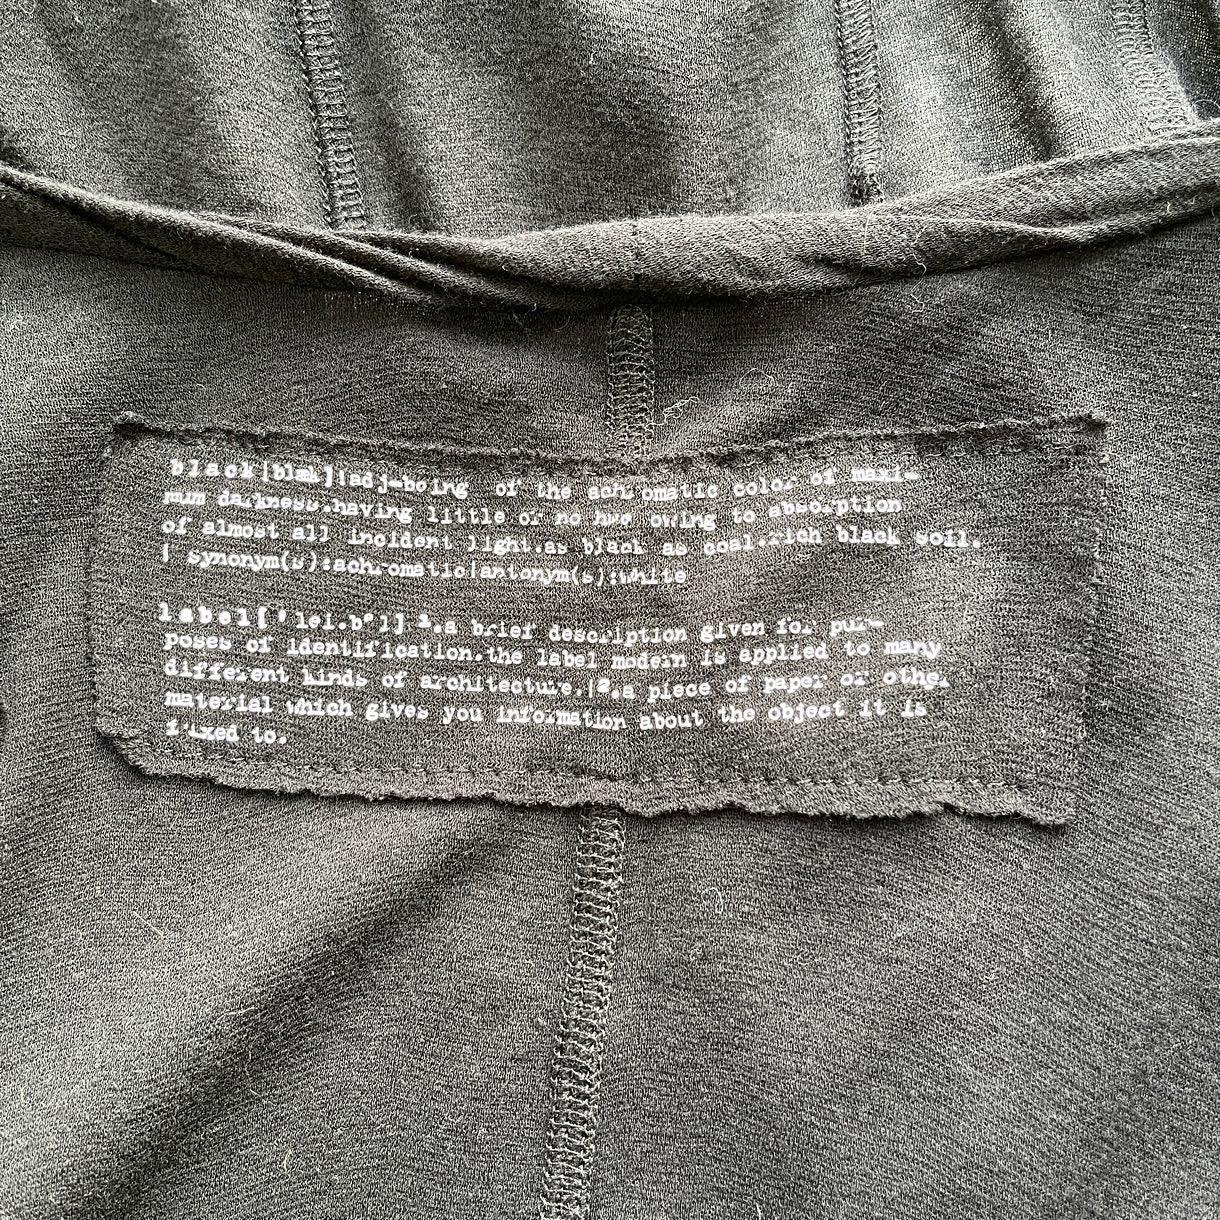 black|blæk]|adj-being of the achromatic color of maxi-
mum darkness.having little or no hue owing to absorption
of almost all incident light.as black as coal.rich black soil.
| synonym(s):achromatic|antonym(s):white
label['lei.bᵊl] ¹.a brief description given for pur-
poses of identification.the label modern is applied to many
different kinds of architecture.|².a piece of paper or other
material which gives you information about the object it is
fixed to.